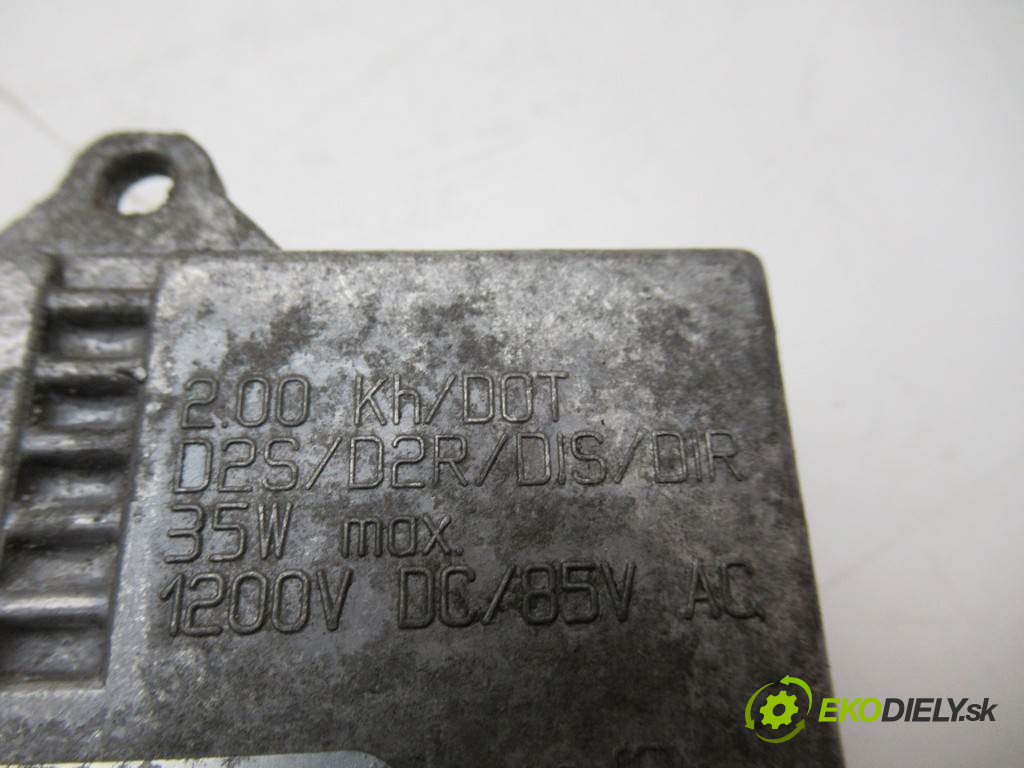 2.00 Kh/DOT
D2S/D2R/D1S/D1R
35W max.
1200V DC/85V AC
EKODIELY.sk